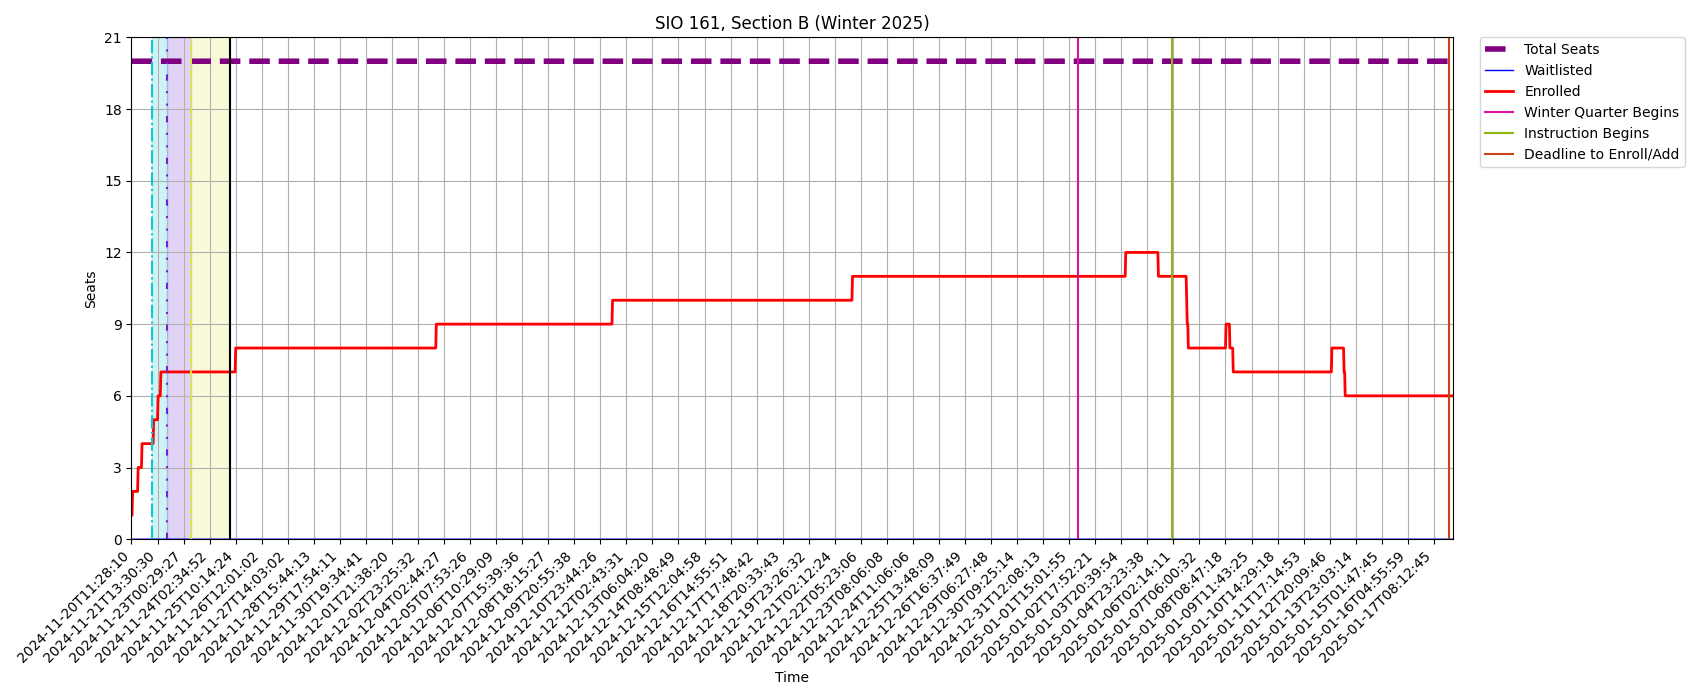 SIO 161, Section B (Winter 2025)
21
18
15
12
9
6
3
0
Seats
Total Seats
Waitlisted
Enrolled
Winter Quarter Begins
Instruction Begins
Deadline to Enroll/Add
2024-11-20T11:28:10
2024-11-21T13:30:30
2024-11-23T00:29:27
2024-11-24T02:34:52
2024-11-25T10:14:24
2024-11-26T12:01:02
2024-11-27T14:03:02
2024-11-28T15:44:13
2024-11-29T17:54:11
2024-11-30T19:34:41
2024-12-01T21:38:20
2024-12-02T23:25:32
2024-12-04T02:44:27
2024-12-05T07:53:26
2024-12-06T10:29:09
2024-12-07T15:39:36
2024-12-08T18:15:27
2024-12-09T20:55:38
2024-12-10T23:44:26
2024-12-12T02:43:31
2024-12-13T06:04:20
2024-12-14T08:48:49
2024-12-15T12:04:58
2024-12-16T14:55:51
2024-12-17T17:48:42
2024-12-18T20:33:43
2024-12-19T23:26:32
2024-12-21T02:12:24
2024-12-22T05:23:06
2024-12-23T08:06:08
2024-12-24T11:06:06
2024-12-25T13:48:09
2024-12-26T16:37:49
2024-12-29T06:27:48
2024-12-30T09:25:14
2024-12-31T12:08:13
2025-01-01T15:01:55
2025-01-02T17:52:21
2025-01-03T20:39:54
2025-01-04T23:23:38
2025-01-06T02:14:11
2025-01-07T06:00:32
2025-01-08T08:47:18
2025-01-09T11:43:25
2025-01-10T14:29:18
2025-01-11T17:14:53
2025-01-12T20:09:46
2025-01-13T23:03:14
2025-01-15T01:47:45
2025-01-16T04:55:59
2025-01-17T08:12:45
Time